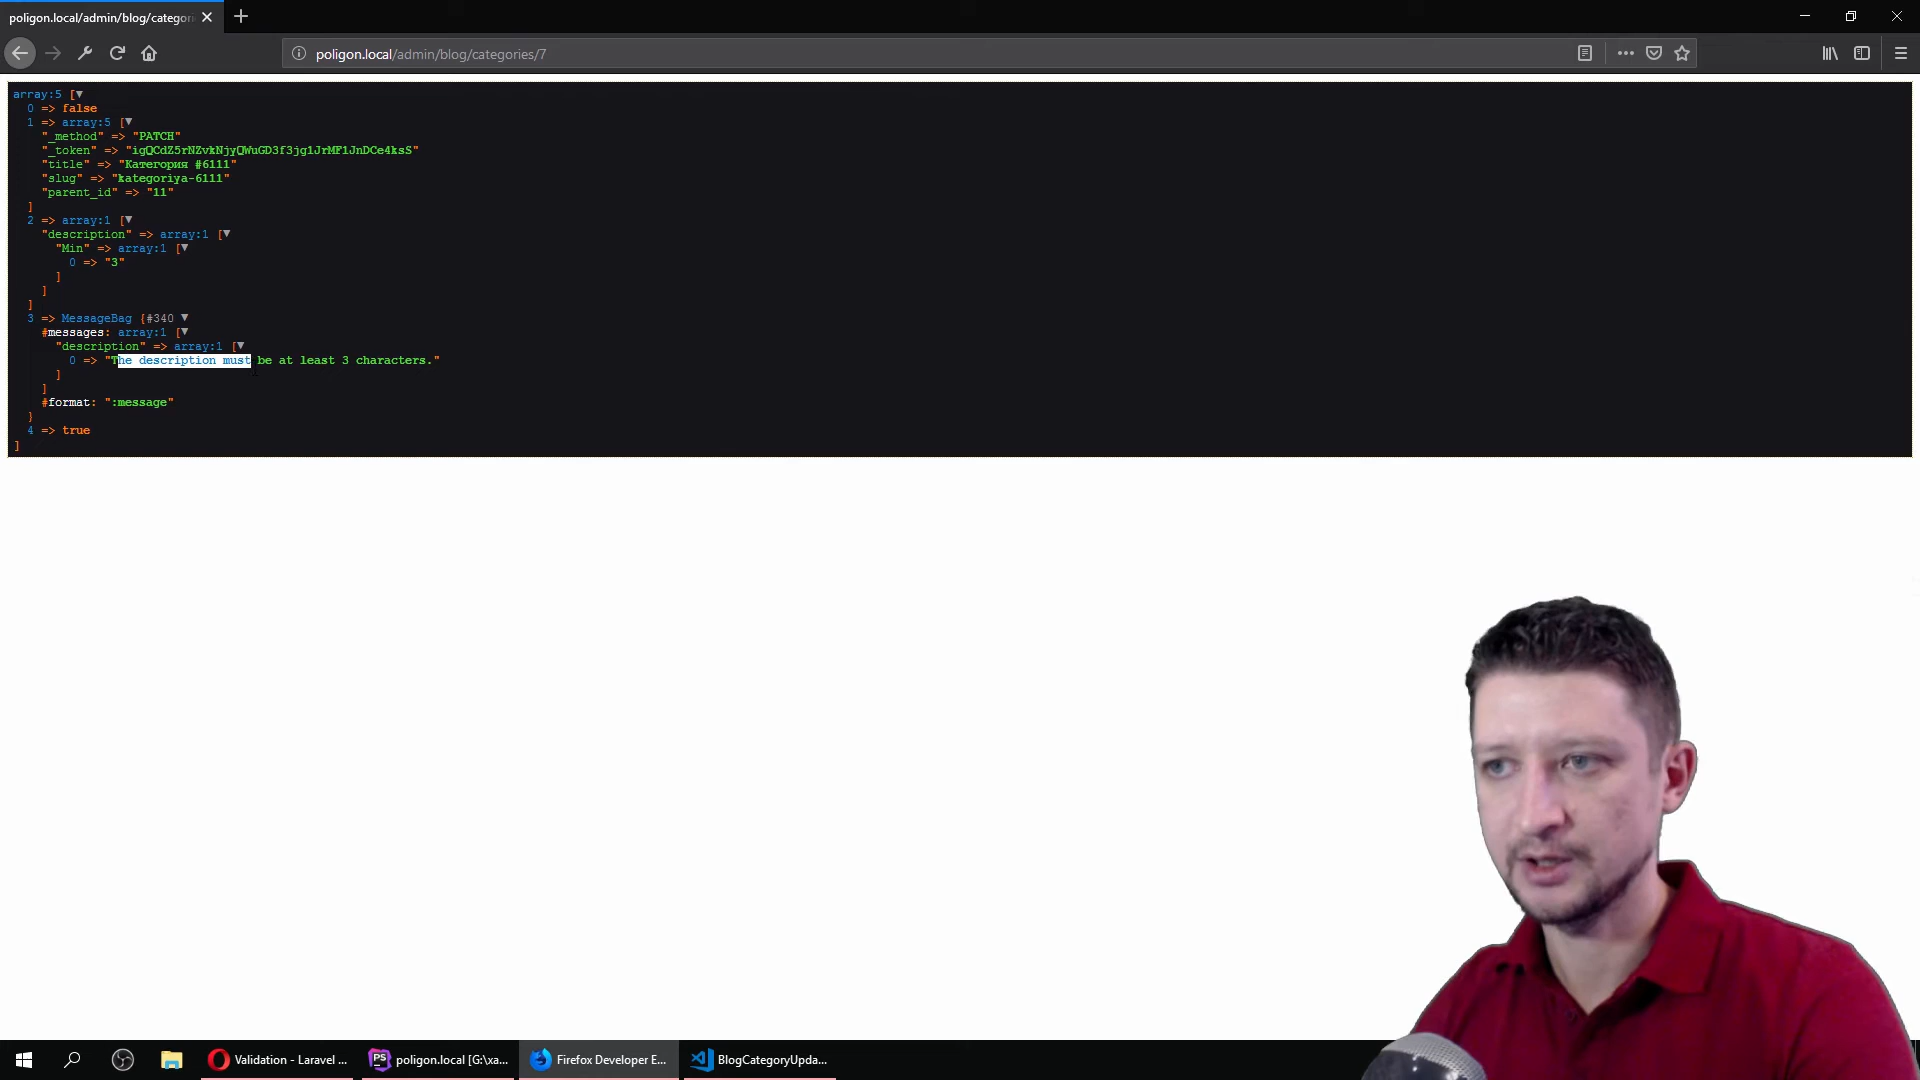 poligon.local/admin/blog/categori
poligon.local/admin/blog/categories/7
array:5 [▼
0 => false
1 => array:5 [▼
"_method" => "PATCH"
"_token" => "igQCdZ5rNZvkNjyQWuGD3f3jg1JrMF1JnDCe4ksS"
"title" => "Категория #6111"
"slug" => "kategoriya-6111"
"parent_id" => "11"
]
2 => array:1 [▼
"description" => array:1 [▼
"Min" => array:1 [▼
0 => "3"
]
]
]
3 => MessageBag {#340 ▼
#messages: array:1 [▼
"description" => array:1 [▼
0 => "The description must be at least 3 characters."
]
]
#format: ":message"
}
4 => true
]
Validation - Laravel ...
PS poligon.local [G:\xa...
Firefox Developer E...
BlogCategoryUpda...